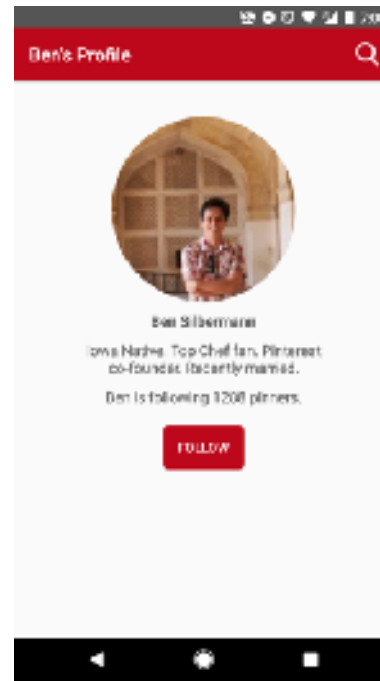 Ben's Profile
Ben Silbermann
Iowa Native. Top Chef fan. Pinterest
co-founder. Recently married.
Ben is following 1208 pinners.
FOLLOW